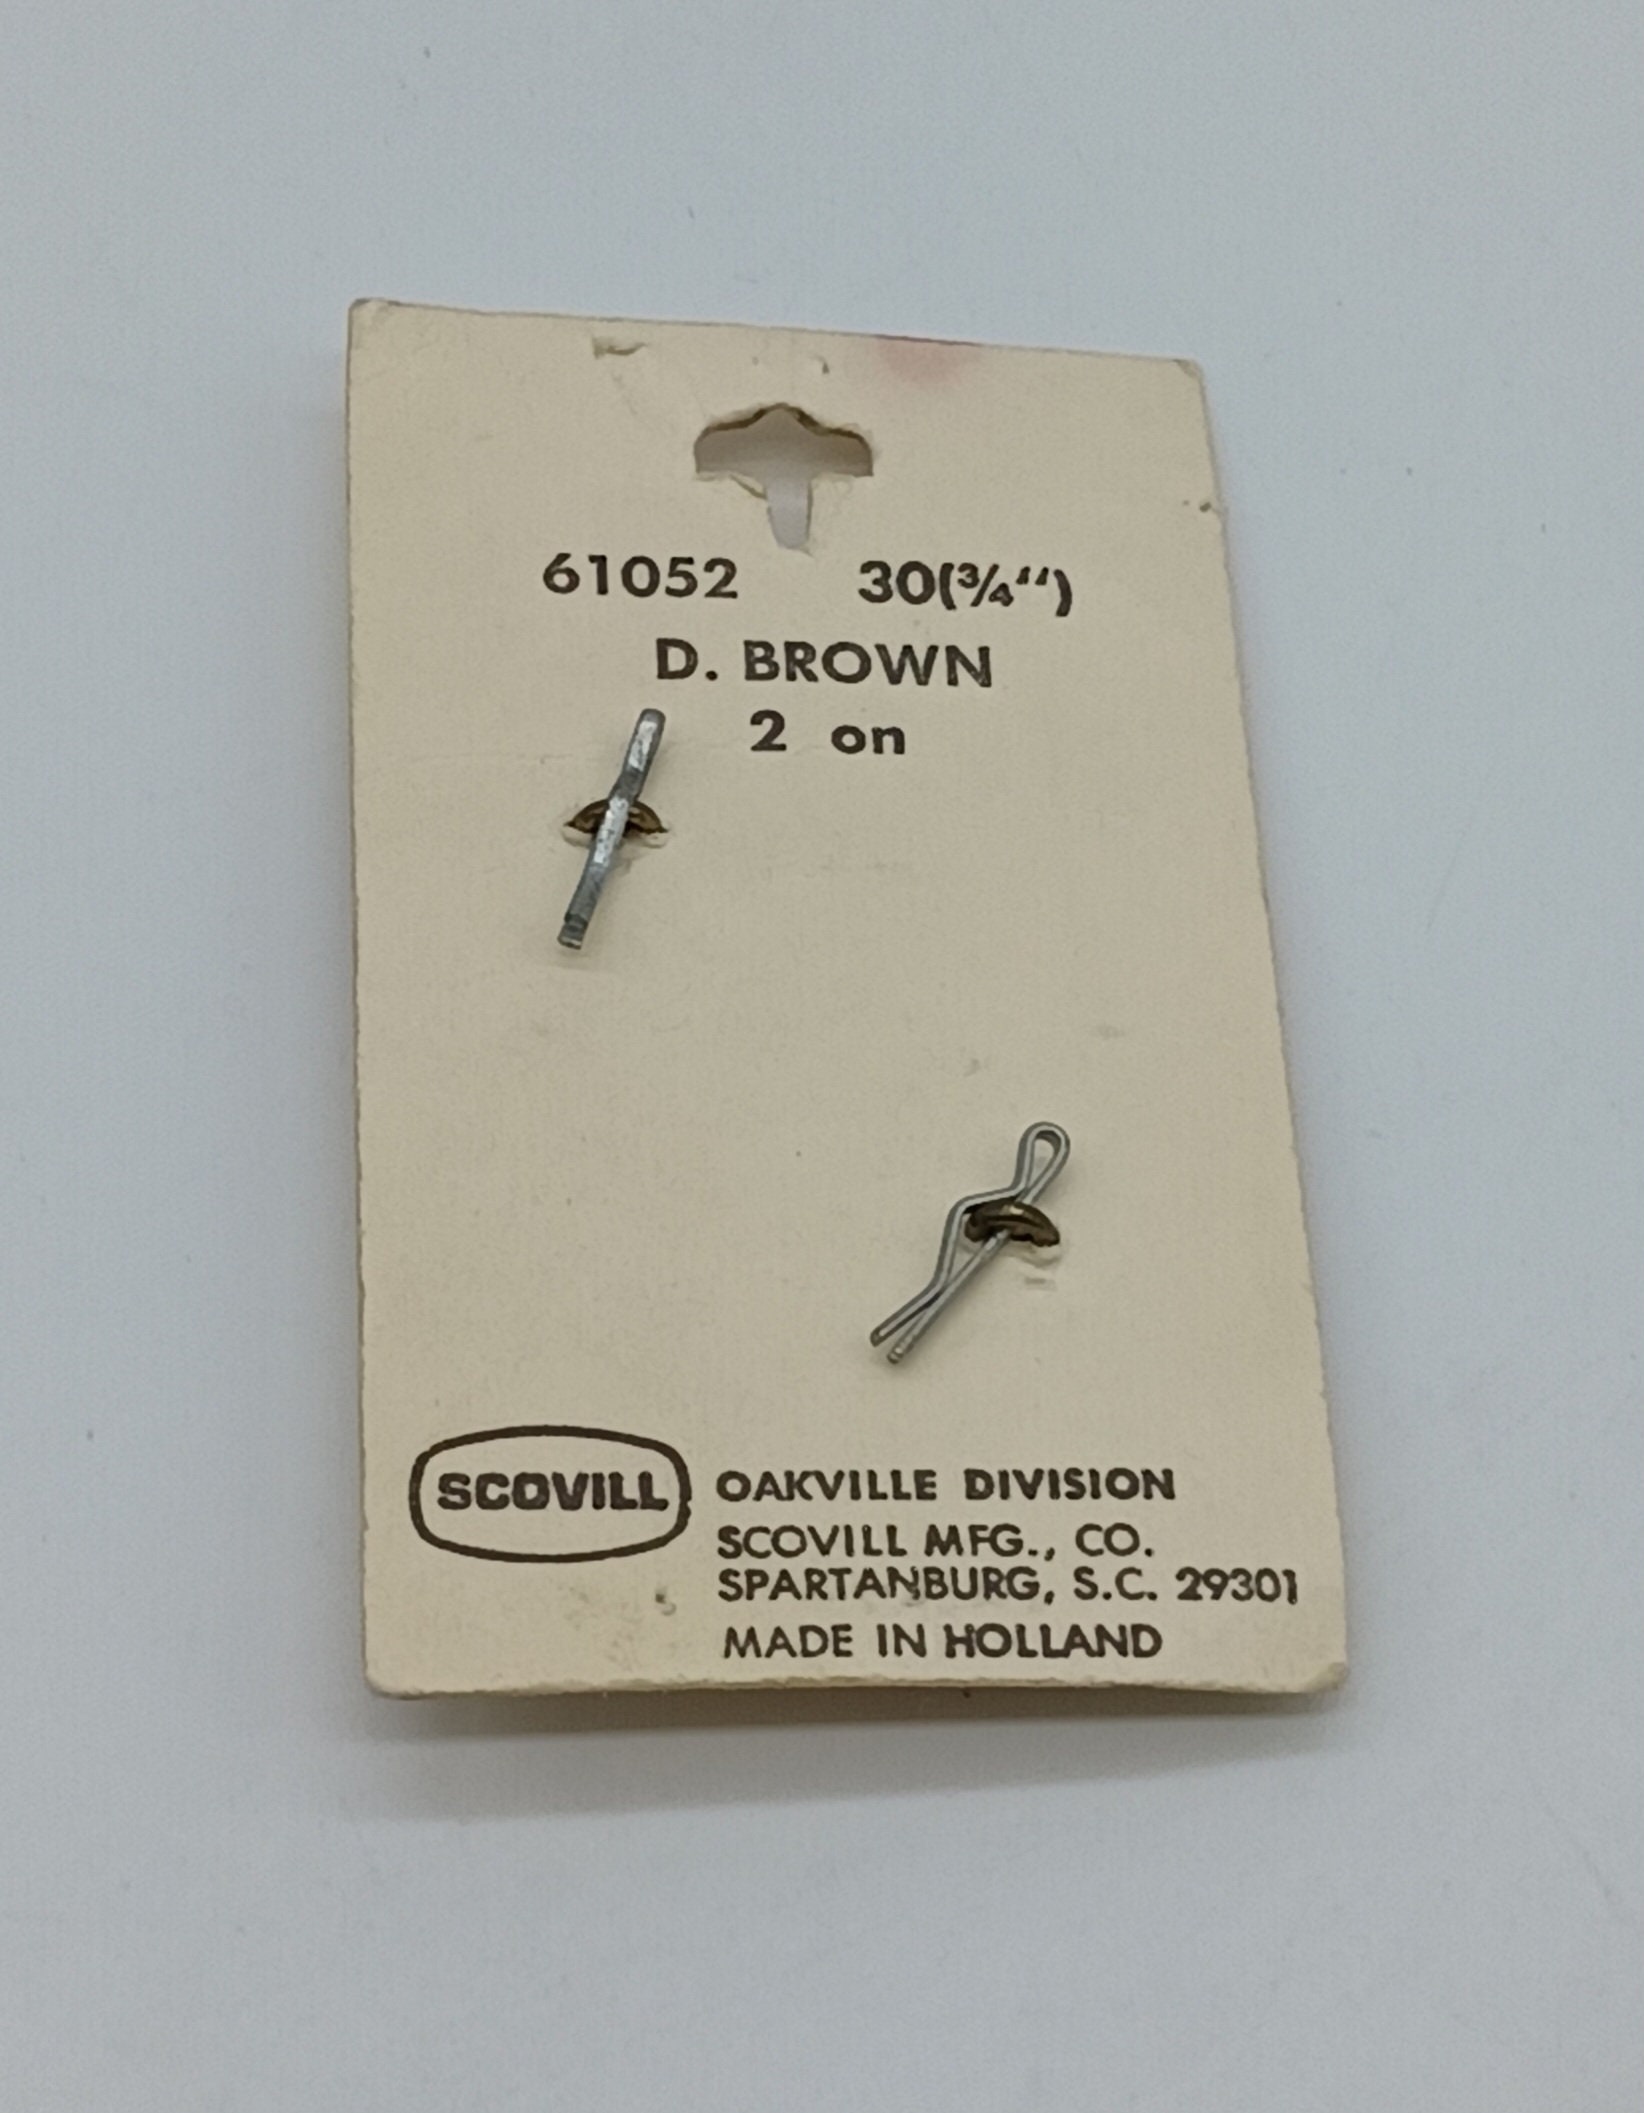 61052 30(¾“)
D. BROWN
2 on
SCOVILL
OAKVILLE DIVISION
SCOVILL MFG., CO.
SPARTANBURG, S.C. 29301
MADE IN HOLLAND